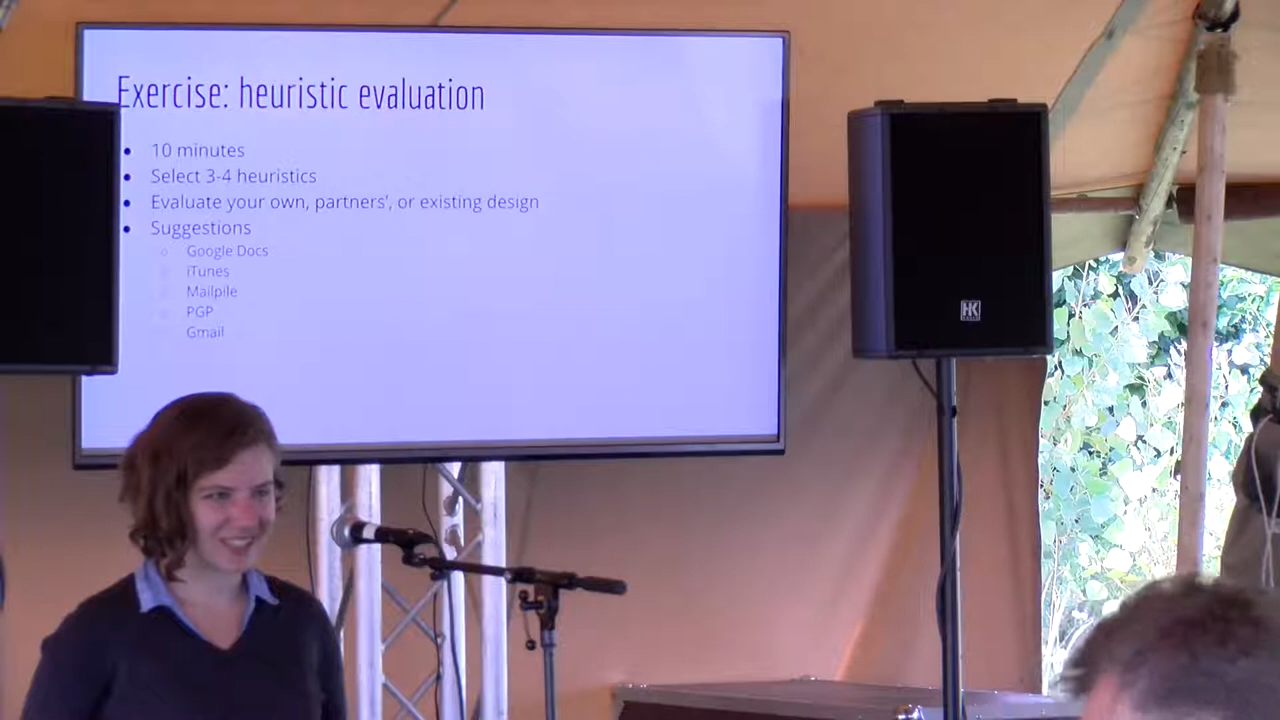 Exercise: heuristic evaluation
10 minutes
Select 3-4 heuristics
Evaluate your own, partners', or existing design
Suggestions
Google Docs
iTunes
Mailpile
PGP
Gmail
HK